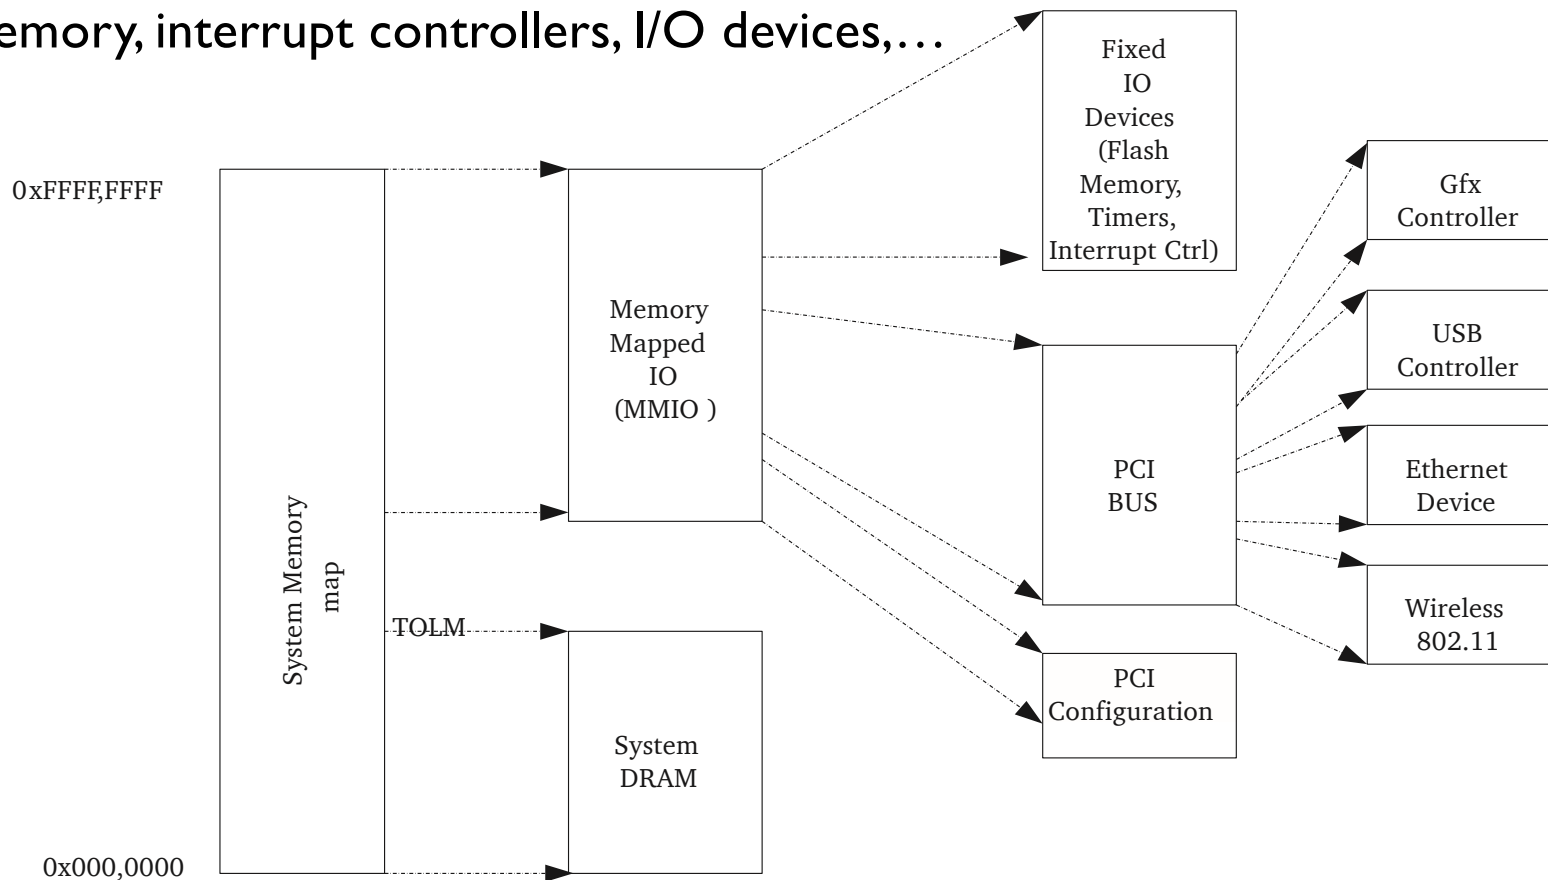 emory, interrupt controllers, I/O devices,…
Fixed
IO
Devices
(Flash
Memory,
Timers,
Interrupt Ctrl)
0xFFFF,FFFF
Gfx
Controller
Memory
Mapped
IO
(MMIO )
USB
Controller
PCI
BUS
Ethernet
Device
System Memory
map
TOLM
Wireless
802.11
PCI
Configuration
System
DRAM
0x000,0000